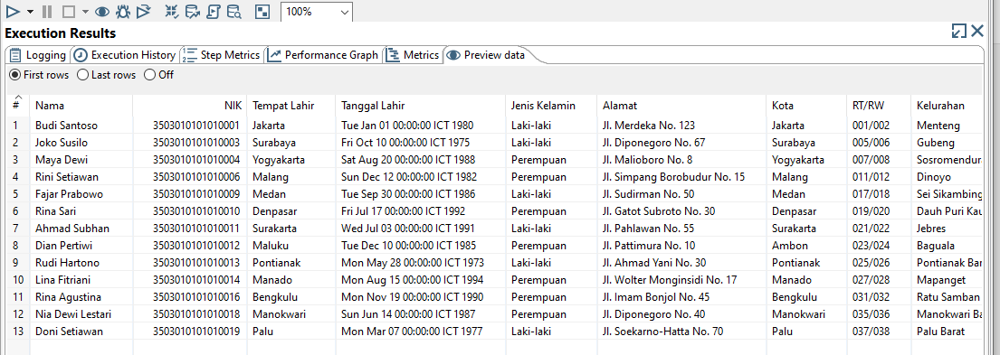 100%
Execution Results
Logging Execution History Step Metrics Performance Graph Metrics Preview data
First rows Last rows Off
# Nama NIK Tempat Lahir Tanggal Lahir Jenis Kelamin Alamat Kota RT/RW Kelurahan
1 Budi Santoso 3503010101010001 Jakarta Tue Jan 01 00:00:00 ICT 1980 Laki-laki Jl. Merdeka No. 123 Jakarta 001/002 Menteng
2 Joko Susilo 3503010101010003 Surabaya Fri Oct 10 00:00:00 ICT 1975 Laki-laki Jl. Diponegoro No. 67 Surabaya 005/006 Gubeng
3 Maya Dewi 3503010101010004 Yogyakarta Sat Aug 20 00:00:00 ICT 1988 Perempuan Jl. Malioboro No. 8 Yogyakarta 007/008 Sosromendur
4 Rini Setiawan 3503010101010006 Malang Sun Dec 12 00:00:00 ICT 1982 Perempuan Jl. Simpang Borobudur No. 15 Malang 011/012 Dinoyo
5 Fajar Prabowo 3503010101010009 Medan Tue Sep 30 00:00:00 ICT 1986 Laki-laki Jl. Sudirman No. 50 Medan 017/018 Sei Sikambing
6 Rina Sari 3503010101010010 Denpasar Fri Jul 17 00:00:00 ICT 1992 Perempuan Jl. Gatot Subroto No. 30 Denpasar 019/020 Dauh Puri Kau
7 Ahmad Subhan 3503010101010011 Surakarta Wed Jul 03 00:00:00 ICT 1991 Laki-laki Jl. Pahlawan No. 55 Surakarta 021/022 Jebres
8 Dian Pertiwi 3503010101010012 Maluku Tue Dec 10 00:00:00 ICT 1985 Perempuan Jl. Pattimura No. 10 Ambon 023/024 Baguala
9 Rudi Hartono 3503010101010013 Pontianak Mon May 28 00:00:00 ICT 1973 Laki-laki Jl. Ahmad Yani No. 30 Pontianak 025/026 Pontianak Bar
10 Lina Fitriani 3503010101010014 Manado Mon Aug 15 00:00:00 ICT 1994 Perempuan Jl. Wolter Monginsidi No. 17 Manado 027/028 Mapanget
11 Rina Agustina 3503010101010016 Bengkulu Mon Nov 19 00:00:00 ICT 1990 Perempuan Jl. Imam Bonjol No. 45 Bengkulu 031/032 Ratu Samban
12 Nia Dewi Lestari 3503010101010018 Manokwari Sun Jun 14 00:00:00 ICT 1987 Perempuan Jl. Diponegoro No. 40 Manokwari 035/036 Manokwari Ba
13 Doni Setiawan 3503010101010019 Palu Mon Mar 07 00:00:00 ICT 1977 Laki-laki Jl. Soekarno-Hatta No. 70 Palu 037/038 Palu Barat